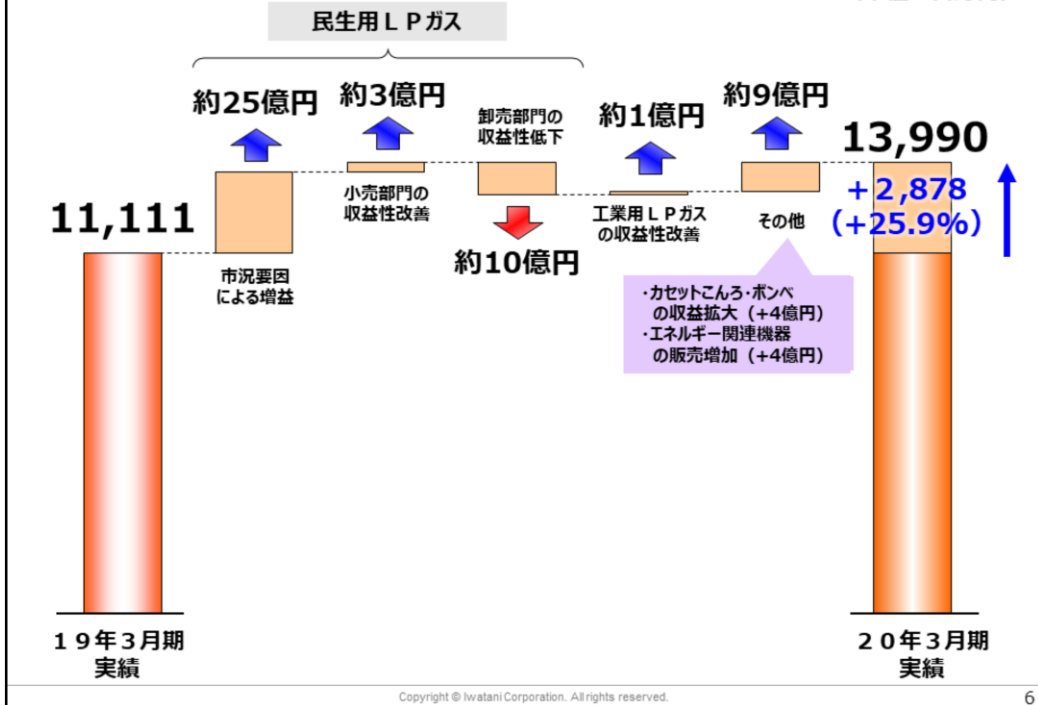 民生用ＬＰガス
約25億円
約3億円
卸売部門の
収益性低下
約1億円
約9億円
13,990
+2,878
(+25.9%)
11,111
小売部門の
収益性改善
工業用ＬＰガス
の収益性改善
その他
約10億円
市況要因
による増益
・カセットこんろ・ボンベ
の収益拡大（+4億円）
・エネルギー関連機器
の販売増加（+4億円）
１９年３月期
実績
２０年３月期
実績
Copyright © Iwatani Corporation. All rights reserved.
6